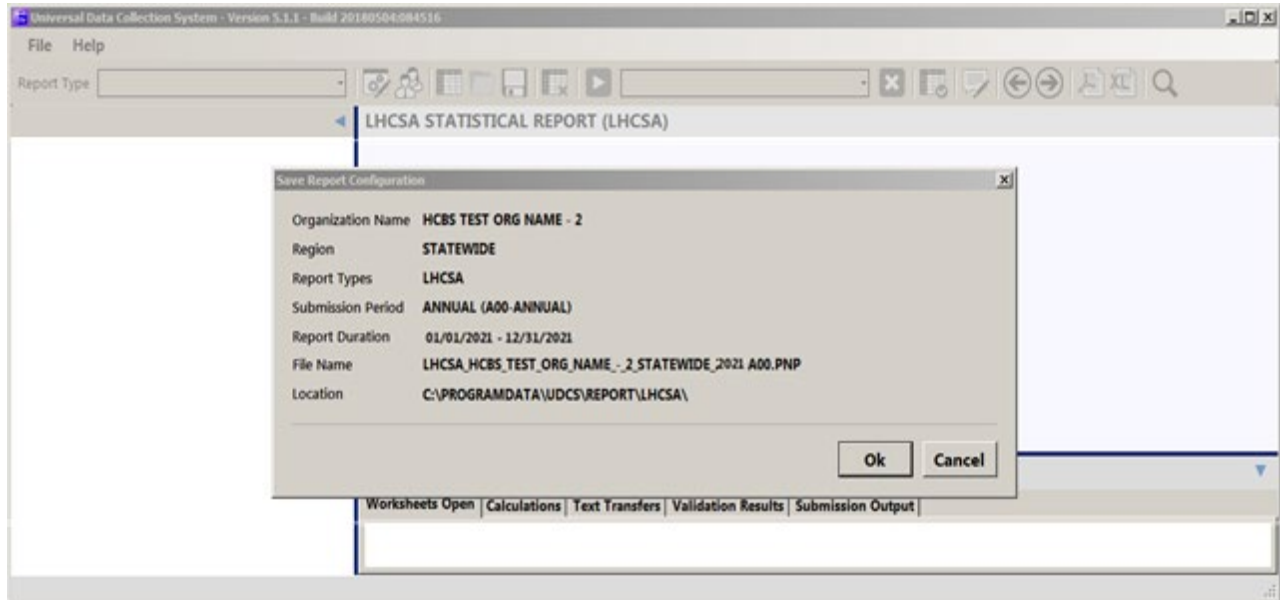 Universal Data Collection System - Version 5.1.1 - Build 20180504:084516
File Help
Report Type
LHCSA STATISTICAL REPORT (LHCSA)
Save Report Configuration
Organization Name HCBS TEST ORG NAME - 2
Region STATEWIDE
Report Types LHCSA
Submission Period ANNUAL (A00-ANNUAL)
Report Duration 01/01/2021 - 12/31/2021
File Name LHCSA_HCBS_TEST_ORG_NAME_-_2_STATEWIDE_2021 A00.PNP
Location C:\PROGRAMDATA\UDCS\REPORT\LHCSA\
Ok Cancel
Worksheets Open Calculations Text Transfers Validation Results Submission Output